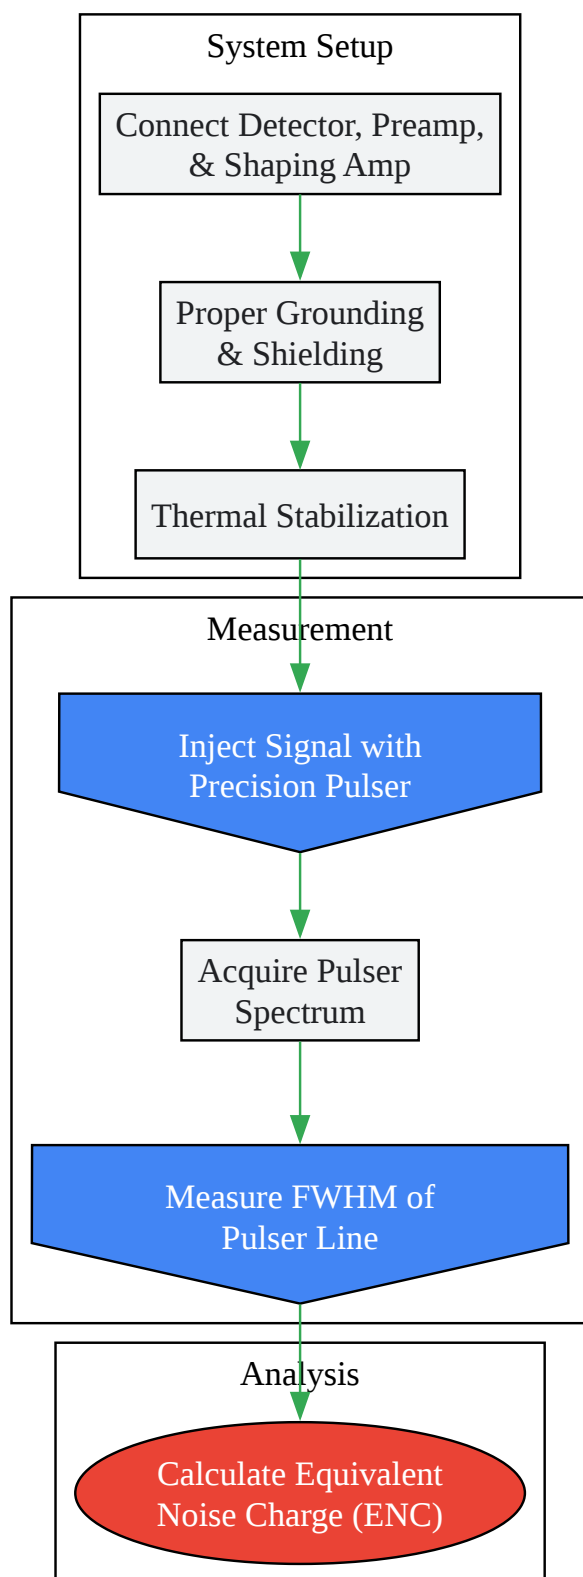 System Setup
Connect Detector, Preamp,
& Shaping Amp
Proper Grounding
& Shielding
Thermal Stabilization
Measurement
Inject Signal with
Precision Pulser
Acquire Pulser
Spectrum
Measure FWHM of
Pulser Line
Analysis
Calculate Equivalent
Noise Charge (ENC)